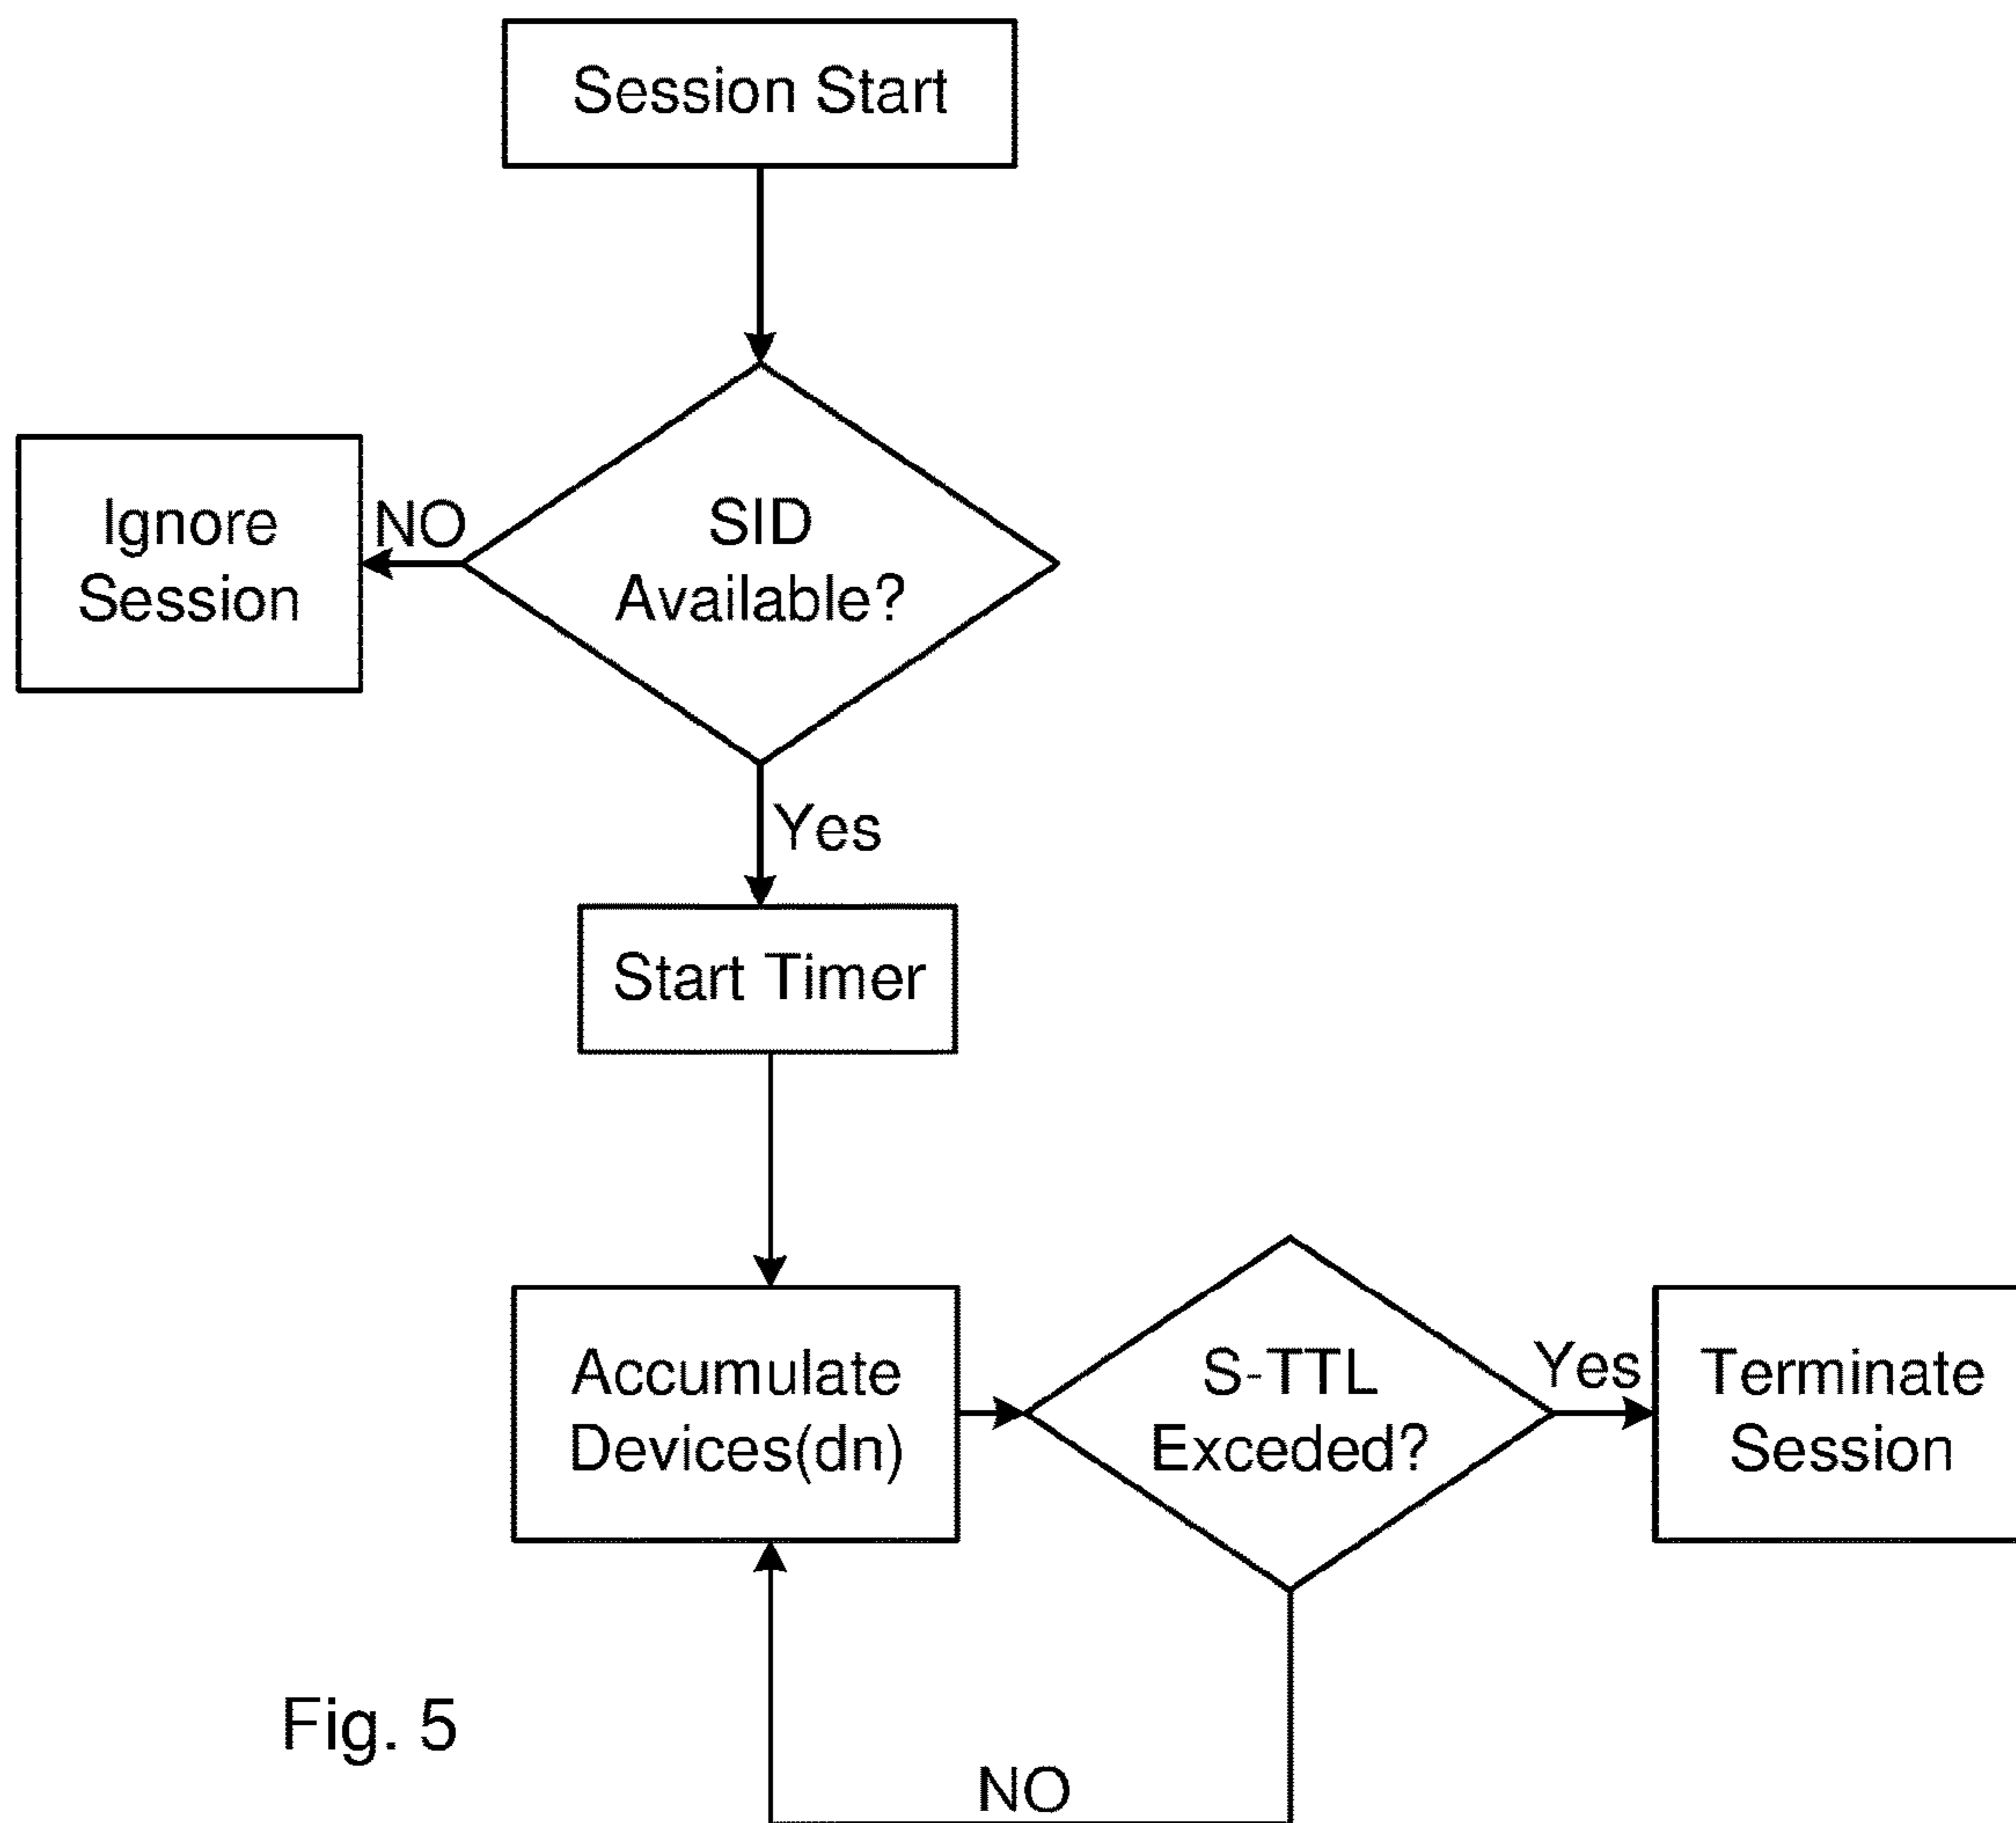 Session Start
SID
Available?
NO
Ignore
Session
Yes
Start Timer
Accumulate
Devices(dn)
S-TTL
Exceded?
Yes
Terminate
Session
NO
Fig. 5